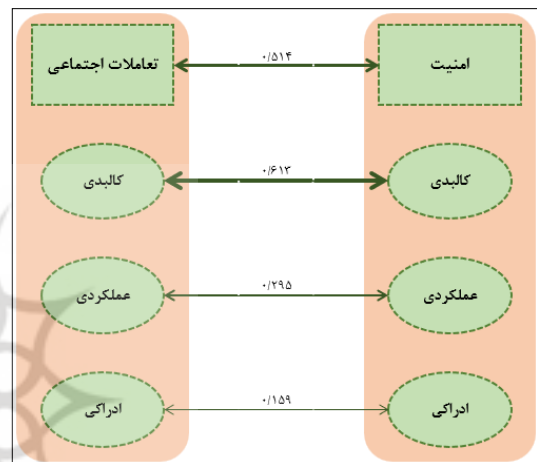 امنیت
۰/۵۱۴
تعاملات اجتماعی
کالبدی
۰/۶۱۳
کالبدی
عملکردی
۰/۲۹۵
عملکردی
ادراکی
۰/۱۵۹
ادراکی